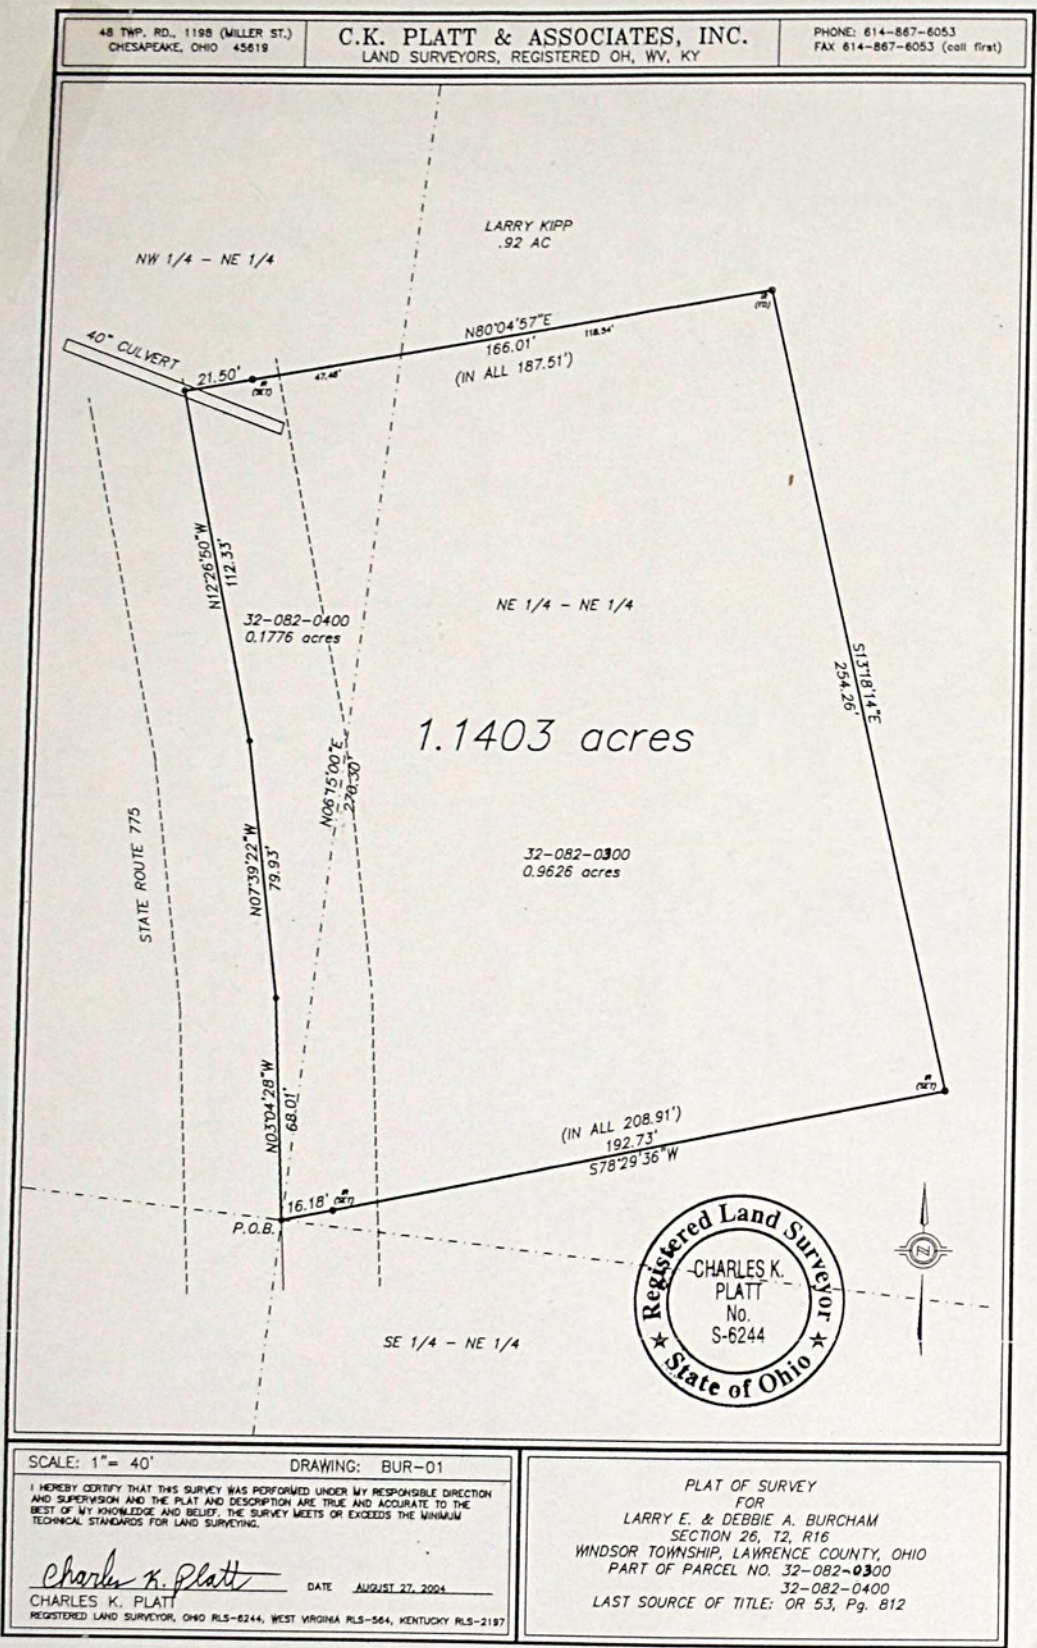 48 TWP. RD., 1198 (MILLER ST.)
CHESAPEAKE, OHIO 45619
C.K. PLATT & ASSOCIATES, INC.
LAND SURVEYORS, REGISTERED OH, WV, KY
PHONE: 614-867-6053
FAX 614-867-6053 (call first)
LARRY KIPP
.92 AC
NW 1/4 - NE 1/4
40" CULVERT
N80°04'57"E
166.01'
118.54'
(IN ALL 187.51')
21.50'
47.48'
(SET)
N12°26'50"W
112.33'
NE 1/4 - NE 1/4
32-082-0400
0.1776 acres
S13°18'14"E
254.26'
1.1403 acres
N06°15'00"E
270.30'
STATE ROUTE 775
32-082-0300
0.9626 acres
N07°39'22"W
79.93'
N03°04'28"W
68.01'
(SET)
(IN ALL 208.91')
192.73'
S78°29'36"W
16.18'
(SET)
P.O.B.
Registered Land Surveyor
CHARLES K.
PLATT
No.
S-6244
State of Ohio
N
SE 1/4 - NE 1/4
SCALE: 1"= 40'
DRAWING: BUR-01
I HEREBY CERTIFY THAT THIS SURVEY WAS PERFORMED UNDER MY RESPONSIBLE DIRECTION
AND SUPERVISION AND THE PLAT AND DESCRIPTION ARE TRUE AND ACCURATE TO THE
BEST OF MY KNOWLEDGE AND BELIEF. THE SURVEY MEETS OR EXCEEDS THE MINIMUM
TECHNICAL STANDARDS FOR LAND SURVEYING.
Charles K. Platt
DATE AUGUST 27, 2004
CHARLES K. PLATT
REGISTERED LAND SURVEYOR, OHIO RLS-6244, WEST VIRGINIA RLS-564, KENTUCKY RLS-2197
PLAT OF SURVEY
FOR
LARRY E. & DEBBIE A. BURCHAM
SECTION 26, T2, R16
WINDSOR TOWNSHIP, LAWRENCE COUNTY, OHIO
PART OF PARCEL NO. 32-082-0300
32-082-0400
LAST SOURCE OF TITLE: OR 53, Pg. 812